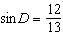 sin D = 12/13